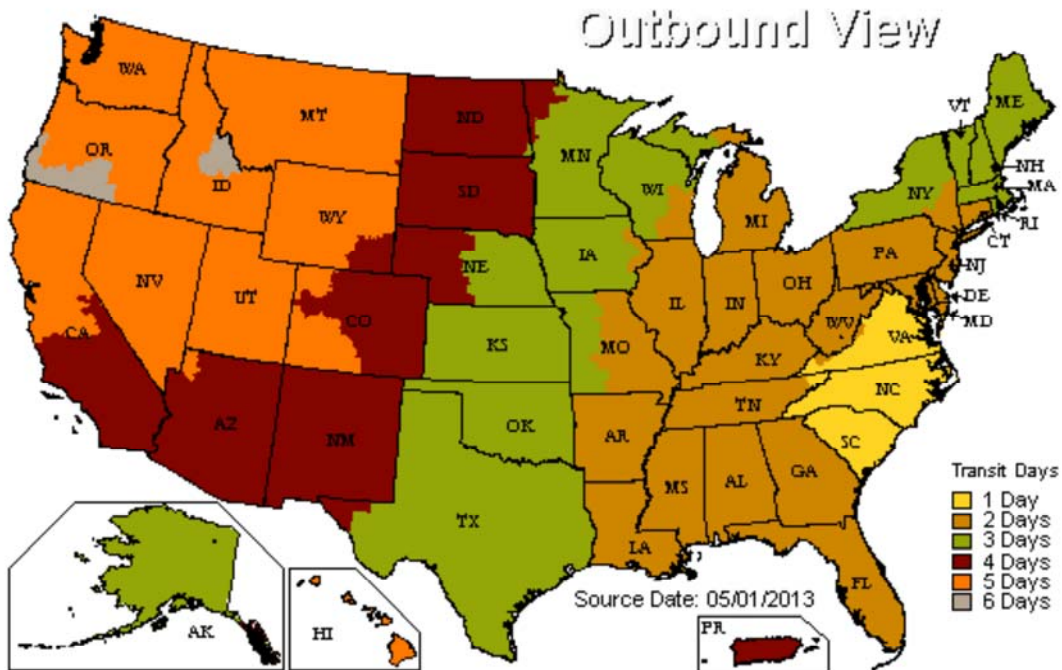 Outbound View
WA
MT
ND
VT
ME
OR
MN
ID
SD
WI
NY
NH
MA
WY
MI
RI
CT
IA
NE
PA
NJ
NV
UT
OH
DE
IL
IN
MD
CO
WV
CA
KS
MO
VA
KY
NC
TN
OK
AZ
NM
AR
SC
Transit Days
MS
AL
GA
1 Day
2 Days
TX
3 Days
LA
4 Days
FL
5 Days
Source Date: 05/01/2013
6 Days
AK
HI
PR